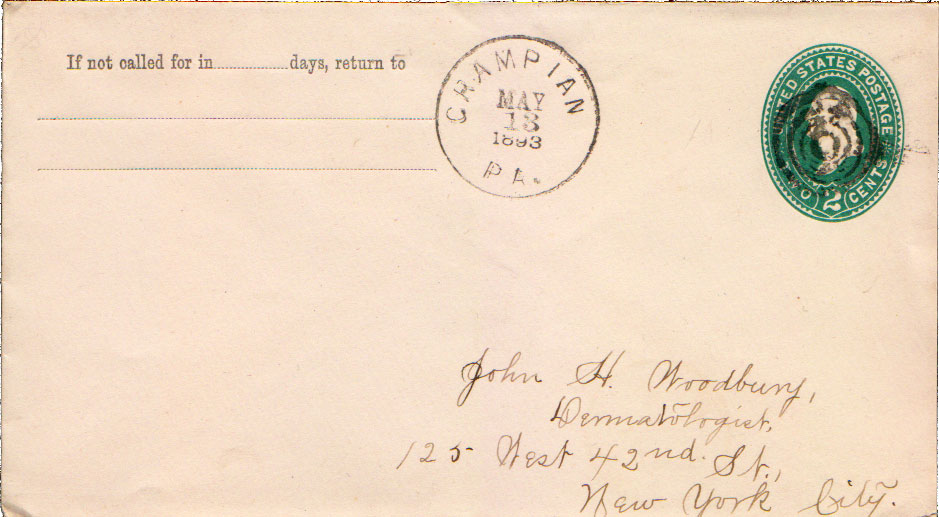 If not called for in ............ days, return to
CRAMPIAN
MAY
13
1893
PA.
UNITED STATES POSTAGE
TWO 2 CENTS
John H. Woodbury,
Dermatologist,
125 West 42nd. St.,
New York City.